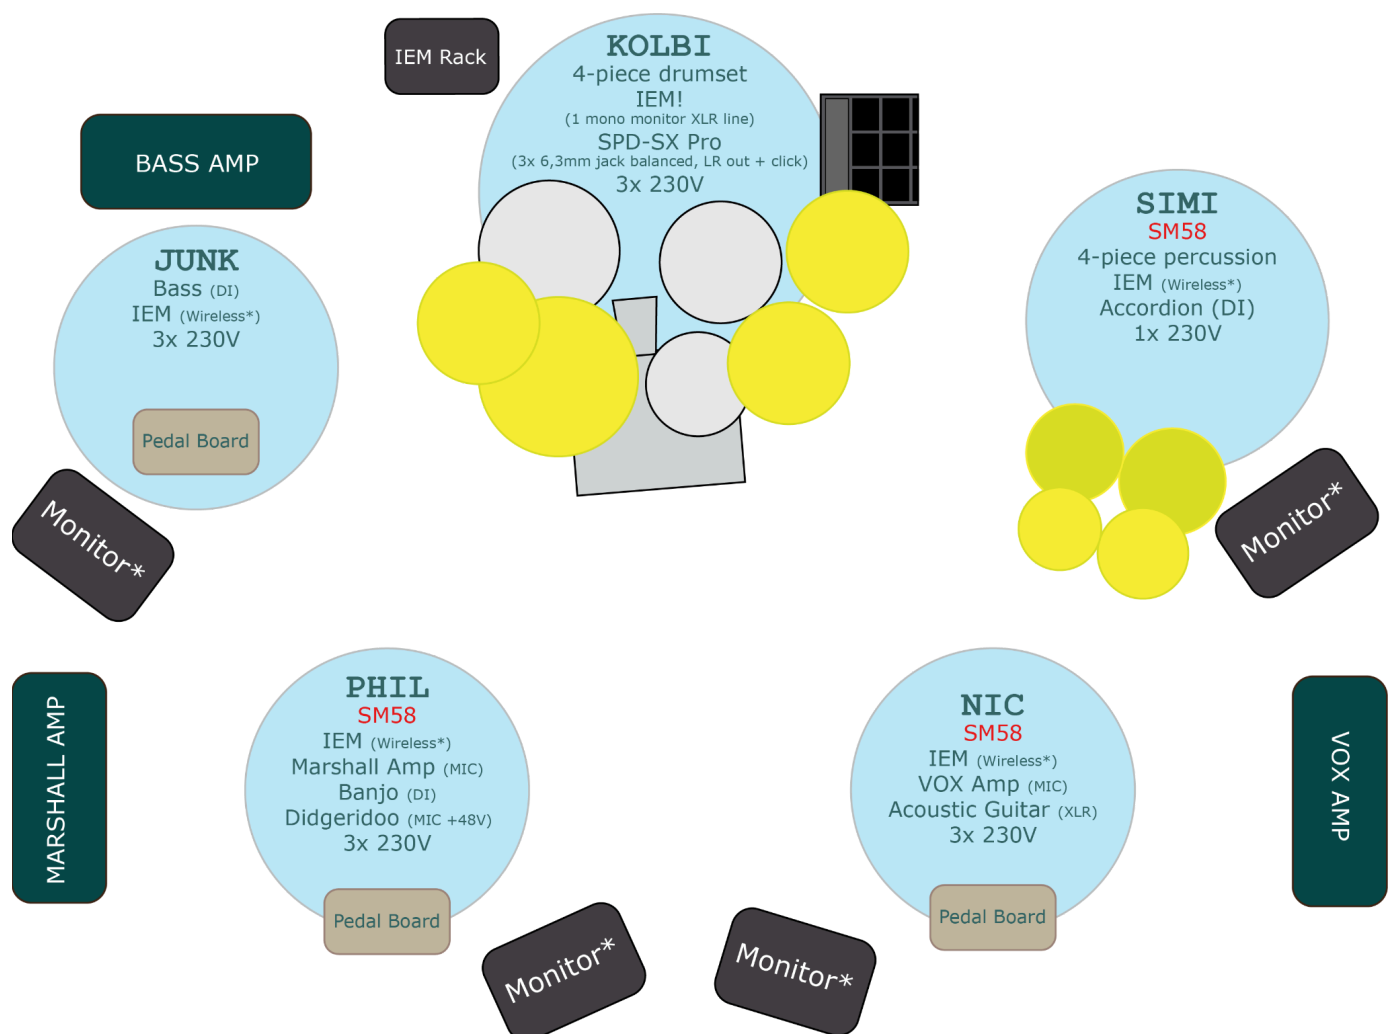 IEM Rack
KOLBI
4-piece drumset
IEM!
(1 mono monitor XLR line)
SPD-SX Pro
(3x 6,3mm jack balanced, LR out + click)
3x 230V
BASS AMP
JUNK
Bass (DI)
IEM (Wireless*)
3x 230V
Pedal Board
Monitor*
SIMI
SM58
4-piece percussion
IEM (Wireless*)
Accordion (DI)
1x 230V
Monitor*
MARSHALL AMP
PHIL
SM58
IEM (Wireless*)
Marshall Amp (MIC)
Banjo (DI)
Didgeridoo (MIC +48V)
3x 230V
Pedal Board
Monitor*
NIC
SM58
IEM (Wireless*)
VOX Amp (MIC)
Acoustic Guitar (XLR)
3x 230V
Pedal Board
Monitor*
VOX AMP